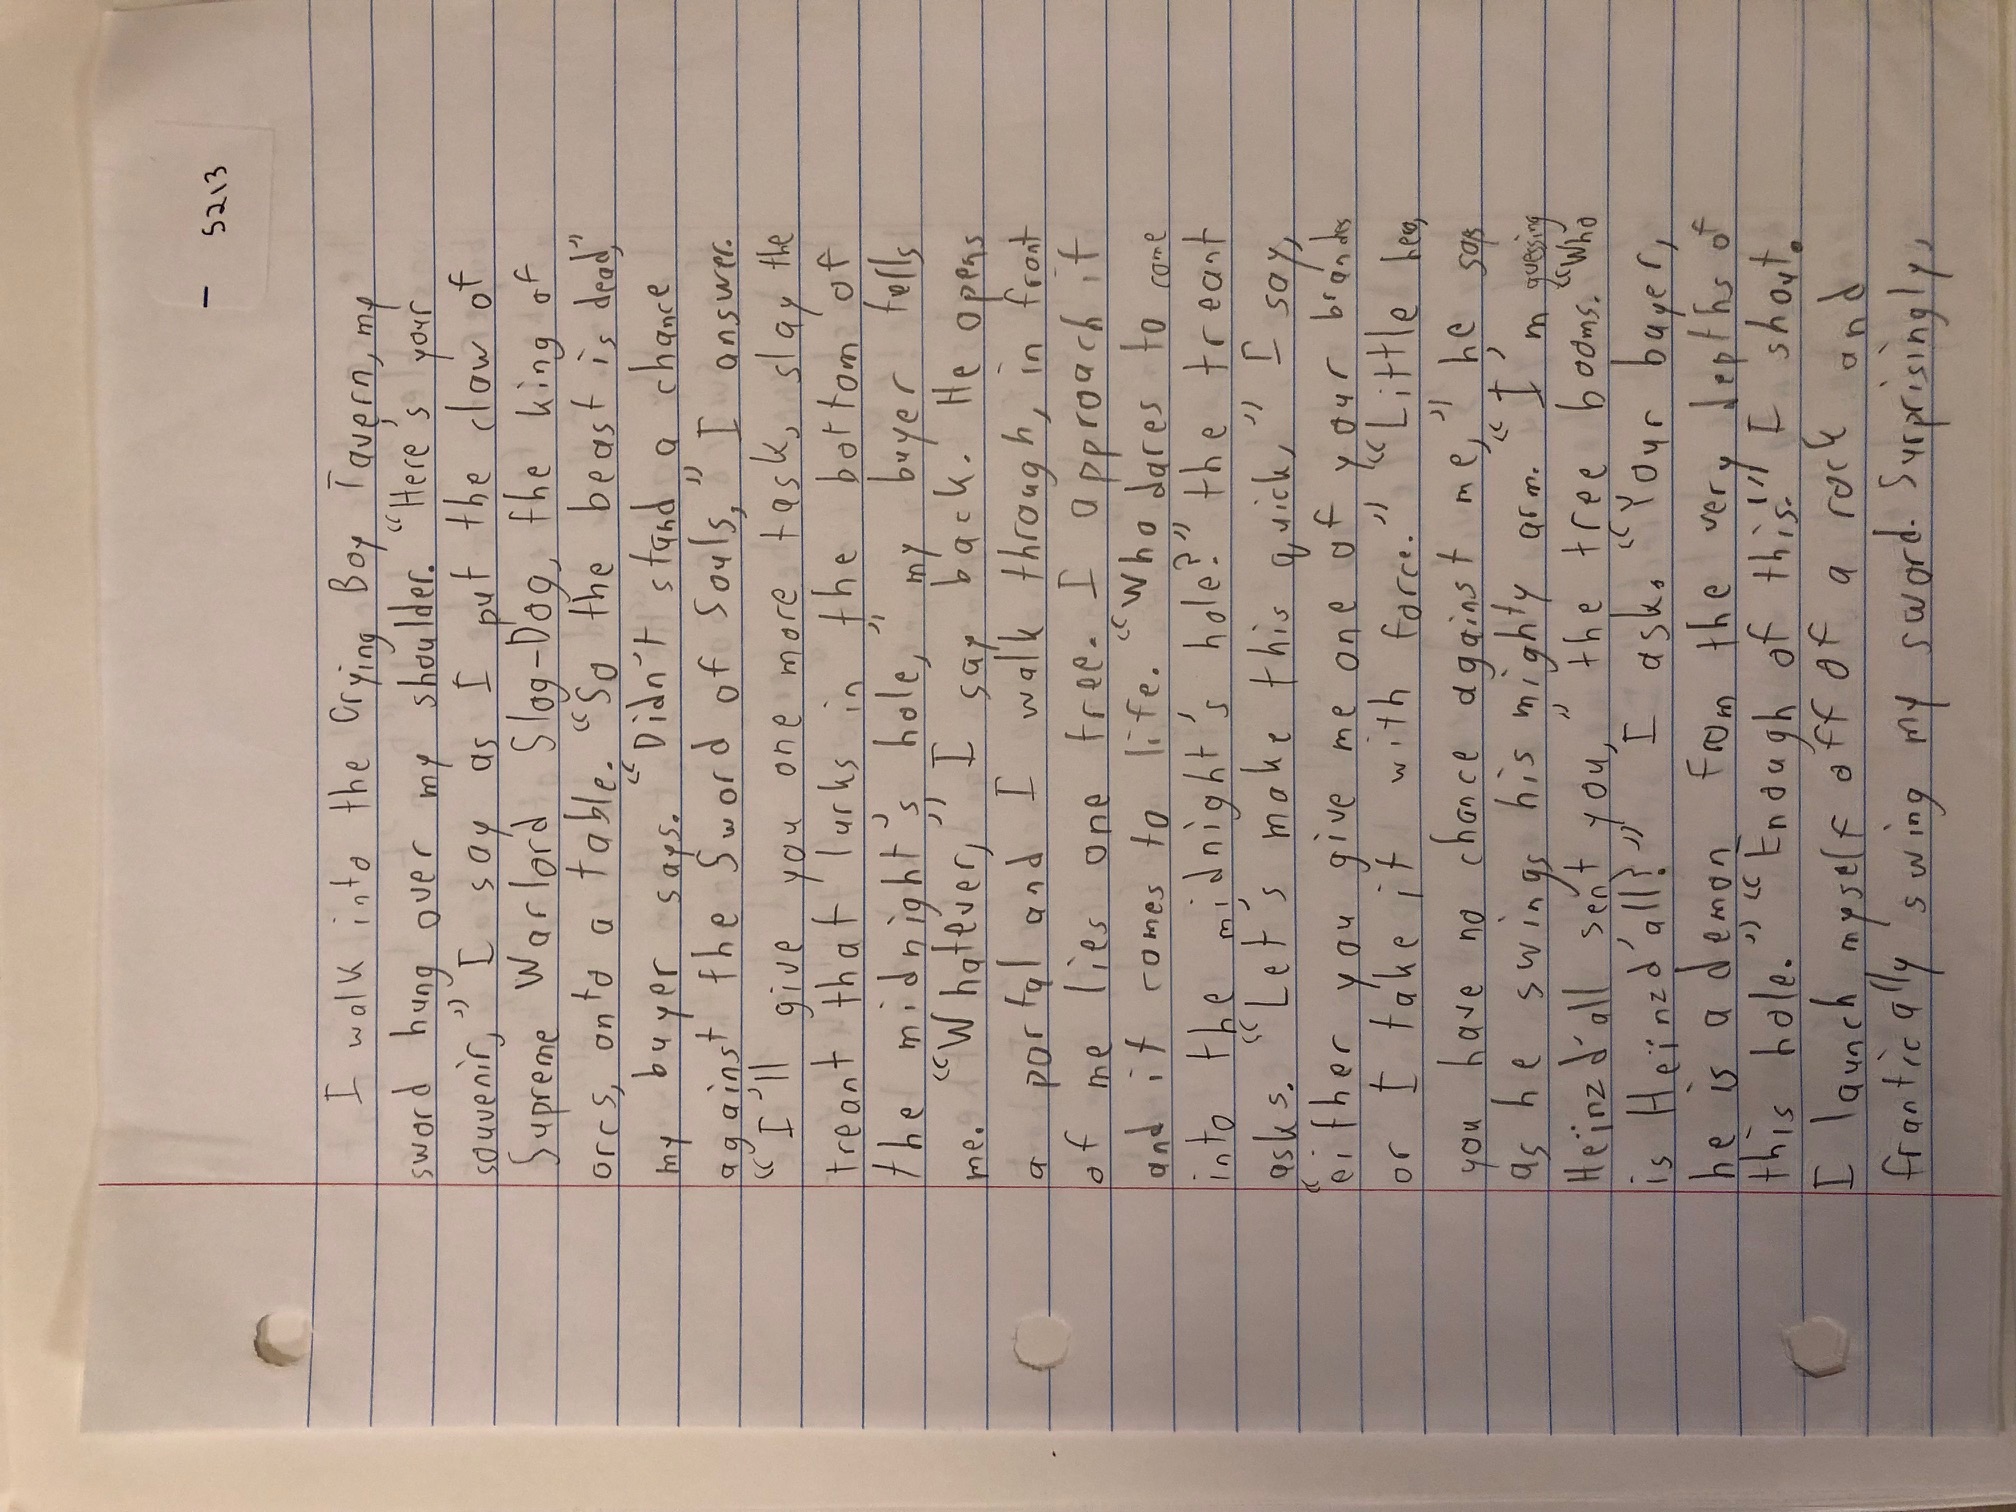 - 5213
I walk into the Crying Boy Tavern, my
sword hung over my shoulder. "Here's your
souvenir," I say as I put the claw of
Supreme Warlord Slog-Dog, the king of
orcs, onto a table. "So the beast is dead,"
my buyer says. "Didn't stand a chance
against the Sword of Souls," I answer.
"I'll give you one more task, slay the
treant that lurks in the bottom of
the midnight's hole," my buyer tells
me. "Whatever," I say back. He opens
a portal and I walk through, in front
of me lies one tree. I approach it
and it comes to life. "Who dares to come
into the midnight's hole?" the treant
asks. "Let's make this quick," I say,
"either you give me one of your branches
or I take it with force." "Little hero,
you have no chance against me," he says
as he swings his mighty arm. "I'm guessing
Heïnzd'all sent you," the tree booms. "Who
is Heïnzd'all?" I ask. "Your buyer,
he is a demon from the very depths of
this hole." "Enough of this!" I shout.
I launch myself off of a rock and
frantically swing my sword. Surprisingly,